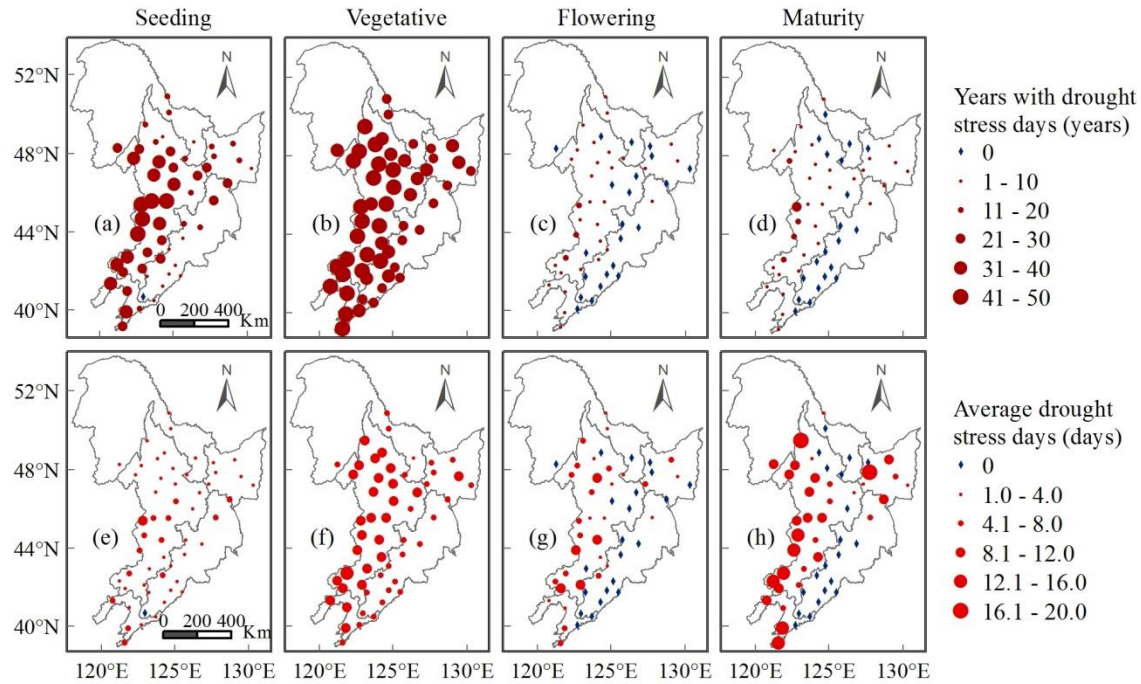 Seeding Vegetative Flowering Maturity
N N N N
52°N
48°N
44°N
40°N
(a) (b) (c) (d)
0 200 400
Km
Years with drought
stress days (years)
0
1 - 10
11 - 20
21 - 30
31 - 40
41 - 50
N N N N
52°N
48°N
44°N
40°N
(e) (f) (g) (h)
0 200 400
Km
Average drought
stress days (days)
0
1.0 - 4.0
4.1 - 8.0
8.1 - 12.0
12.1 - 16.0
16.1 - 20.0
120°E 125°E 130°E 120°E 125°E 130°E 120°E 125°E 130°E 120°E 125°E 130°E